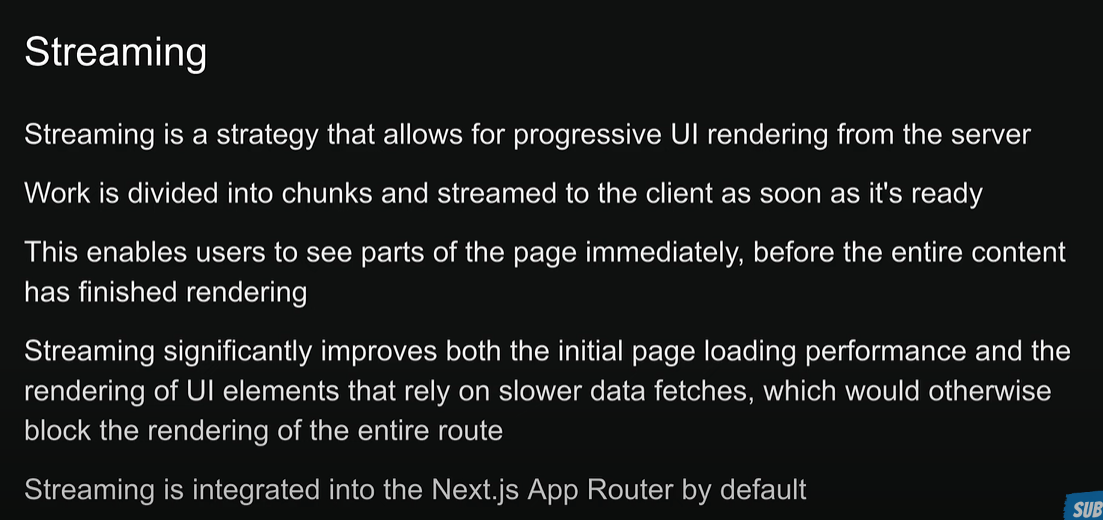 Streaming
Streaming is a strategy that allows for progressive UI rendering from the server
Work is divided into chunks and streamed to the client as soon as it's ready
This enables users to see parts of the page immediately, before the entire content
has finished rendering
Streaming significantly improves both the initial page loading performance and the
rendering of UI elements that rely on slower data fetches, which would otherwise
block the rendering of the entire route
Streaming is integrated into the Next.js App Router by default
SUB